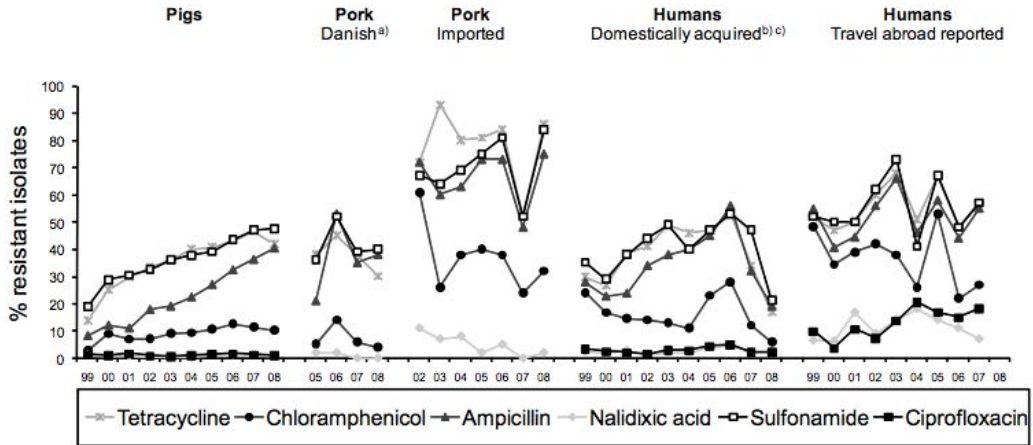 Pigs
Pork
Danish a)
Pork
Imported
Humans
Domestically acquired b) c)
Humans
Travel abroad reported
% resistant isolates
100
90
80
70
60
50
40
30
20
10
0
99 00 01 02 03 04 05 06 07 08
05 06 07 08
02 03 04 05 06 07 08
99 00 01 02 03 04 05 06 07 08
99 00 01 02 03 04 05 06 07 08
Tetracycline Chloramphenicol Ampicillin Nalidixic acid Sulfonamide Ciprofloxacin